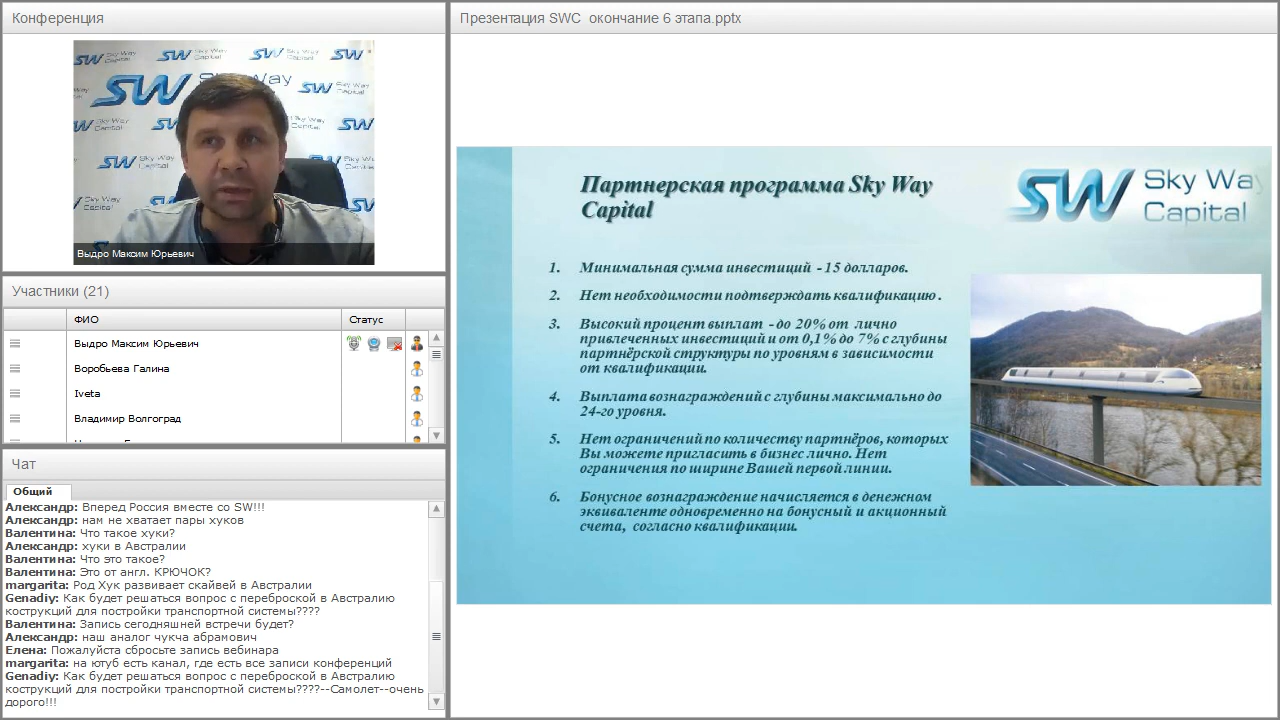 Конференция
SW Sky Way Capital
Выдро Максим Юрьевич
Участники (21)
ФИО
Статус
Выдро Максим Юрьевич
Воробьева Галина
Iveta
Владимир Волгоград
Чат
Общий
Александр: Вперед Россия вместе со SW!!!
Александр: нам не хватает пары хуков
Валентина: Что такое хуки?
Александр: хуки в Австралии
Валентина: Что это такое?
Валентина: Это от англ. КРЮЧОК?
margarita: Род Хук развивает скайвей в Австралии
Genadiy: Как будет решаться вопрос с переброской в Австралию
кострукций для постройки транспортной системы????
Валентина: Запись сегодняшней встречи будет?
Александр: наш аналог чукча абрамович
Елена: Пожалуйста сбросьте запись вебинара
margarita: на ютуб есть канал, где есть все записи конференций
Genadiy: Как будет решаться вопрос с переброской в Австралию
кострукций для постройки транспортной системы????--Самолет--очень
дорого!!!
Презентация SWC окончание 6 этапа.pptx
Партнерская программа Sky Way
Capital
SW Sky Way
Capital
1. Минимальная сумма инвестиций - 15 долларов.
2. Нет необходимости подтверждать квалификацию .
3. Высокий процент выплат - до 20% от лично
привлеченных инвестиций и от 0,1% до 7% с глубины
партнёрской структуры по уровням в зависимости
от квалификации.
4. Выплата вознаграждений с глубины максимально до
24-го уровня.
5. Нет ограничений по количеству партнёров, которых
Вы можете пригласить в бизнес лично. Нет
ограничения по ширине Вашей первой линии.
6. Бонусное вознаграждение начисляется в денежном
эквиваленте одновременно на бонусный и акционный
счета, согласно квалификации.